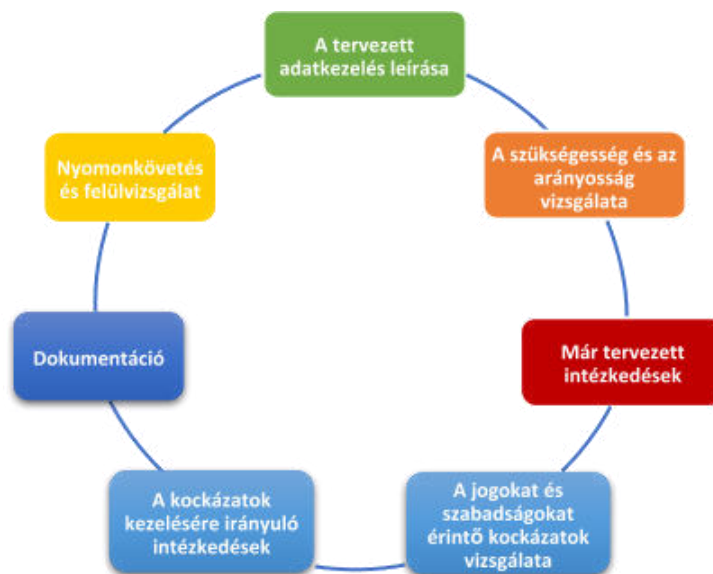 A tervezett
adatkezelés leírása
A szükségesség és az
arányosság
vizsgálata
Már tervezett
intézkedések
A jogokat és
szabadságokat
érintő kockázatok
vizsgálata
A kockázatok
kezelésére irányuló
intézkedések
Dokumentáció
Nyomonkövetés
és felülvizsgálat